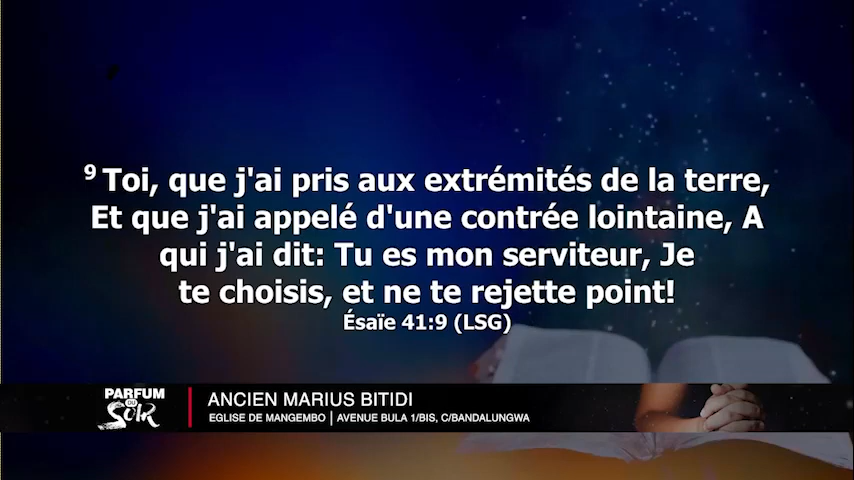 ⁹ Toi, que j'ai pris aux extrémités de la terre,
Et que j'ai appelé d'une contrée lointaine, A
qui j'ai dit: Tu es mon serviteur, Je
te choisis, et ne te rejette point!
Ésaïe 41:9 (LSG)
PARFUM
DU
SOIR
ANCIEN MARIUS BITIDI
EGLISE DE MANGEMBO | AVENUE BULA 1/BIS, C/BANDALUNGWA